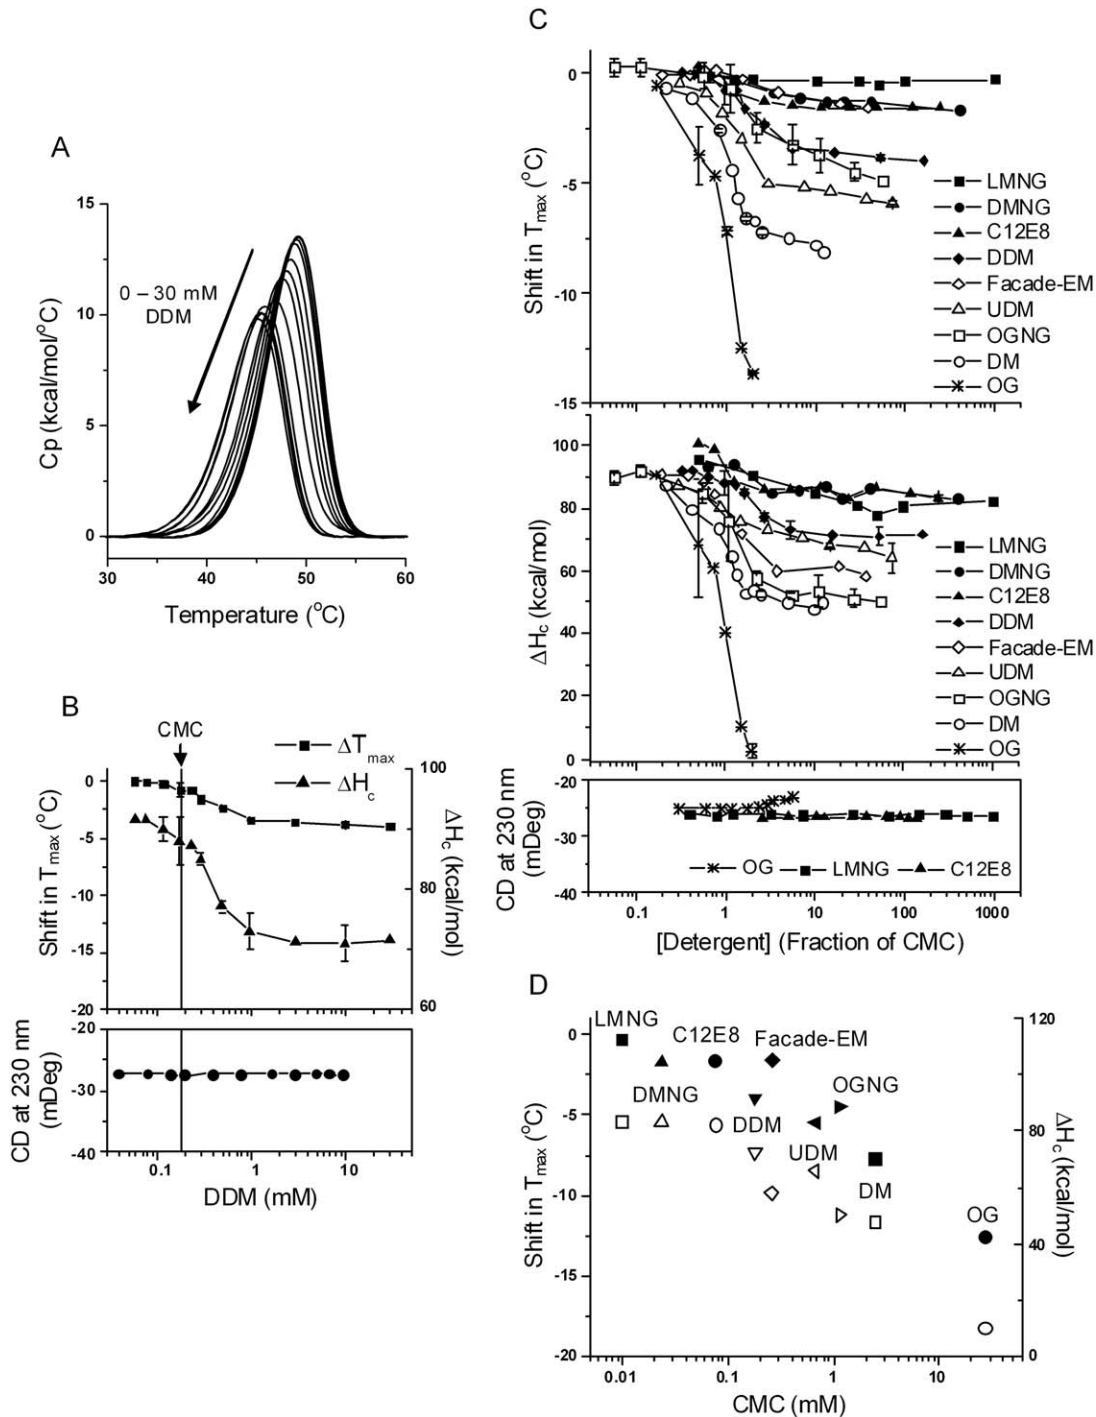 A
Cp (kcal/mol/°C)
15
10
5
0
0 – 30 mM
DDM
30
40
50
60
Temperature (°C)
B
CMC
ΔTmax
ΔHc
Shift in Tmax (°C)
0
-5
-10
-15
-20
100
80
60
ΔHc (kcal/mol)
CD at 230 nm
(mDeg)
-20
-30
-40
0.1
1
10
DDM (mM)
C
Shift in Tmax (°C)
0
-5
-10
-15
LMNG
DMNG
C12E8
DDM
Facade-EM
UDM
OGNG
DM
OG
ΔHc (kcal/mol)
100
80
60
40
20
0
LMNG
DMNG
C12E8
DDM
Facade-EM
UDM
OGNG
DM
OG
CD at 230 nm
(mDeg)
-20
-30
-40
OG
LMNG
C12E8
0.1
1
10
100
1000
[Detergent] (Fraction of CMC)
D
Shift in Tmax (°C)
0
-5
-10
-15
-20
LMNG
C12E8
Facade-EM
DMNG
DDM
OGNG
UDM
DM
OG
120
80
40
0
ΔHc (kcal/mol)
0.01
0.1
1
10
CMC (mM)